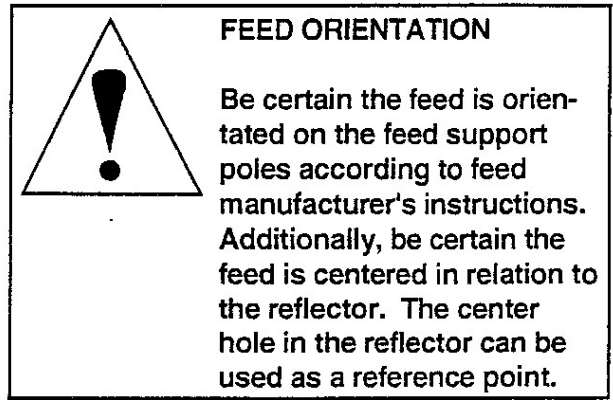 FEED ORIENTATION
Be certain the feed is orien-
tated on the feed support
poles according to feed
manufacturer's instructions.
Additionally, be certain the
feed is centered in relation to
the reflector. The center
hole in the reflector can be
used as a reference point.